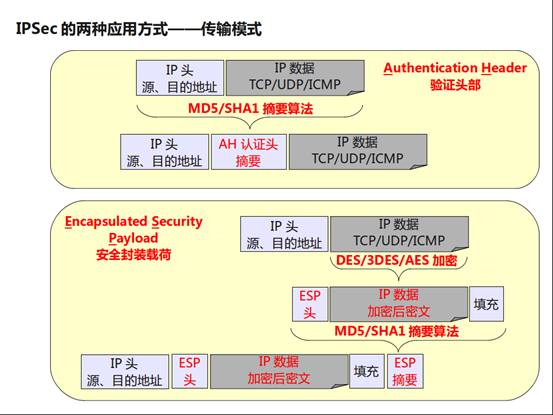 IPSec 的两种应用方式——传输模式
IP 头
源、目的地址
IP 数据
TCP/UDP/ICMP
Authentication Header
验证头部
MD5/SHA1 摘要算法
IP 头
源、目的地址
AH 认证头
摘要
IP 数据
TCP/UDP/ICMP
Encapsulated Security
Payload
安全封装载荷
IP 头
源、目的地址
IP 数据
TCP/UDP/ICMP
DES/3DES/AES 加密
ESP
头
IP 数据
加密后密文
填充
MD5/SHA1 摘要算法
IP 头
源、目的地址
ESP
头
IP 数据
加密后密文
填充
ESP
摘要